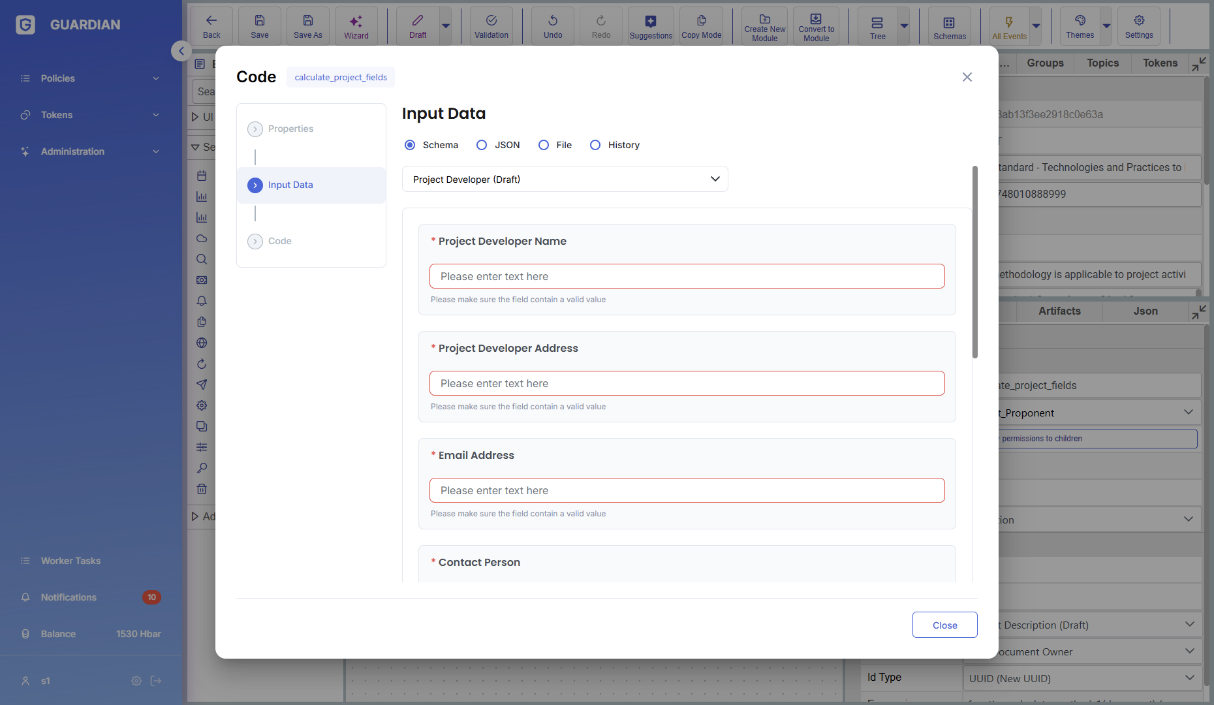 GUARDIAN
Policies
Tokens
Administration
Worker Tasks
Notifications 10
Balance 1530 Hbar
s1
Back
Save
Save As
Wizard
Draft
Validation
Undo
Redo
Suggestions
Copy Mode
Create New
Module
Convert to
Module
Tree
Schemas
All Events
Themes
Settings
Groups
Topics
Tokens
Code
calculate_project_fields
Properties
Input Data
Code
Input Data
Schema
JSON
File
History
Project Developer (Draft)
* Project Developer Name
Please enter text here
Please make sure the field contain a valid value
* Project Developer Address
Please enter text here
Please make sure the field contain a valid value
* Email Address
Please enter text here
Please make sure the field contain a valid value
* Contact Person
Close
3ab13f3ee2918c0e63a
tandard - Technologies and Practices to
748010888999
ethodology is applicable to project activi
Artifacts
Json
te_project_fields
t_Proponent
permissions to children
ion
t Description (Draft)
ocument Owner
Id Type
UUID (New UUID)